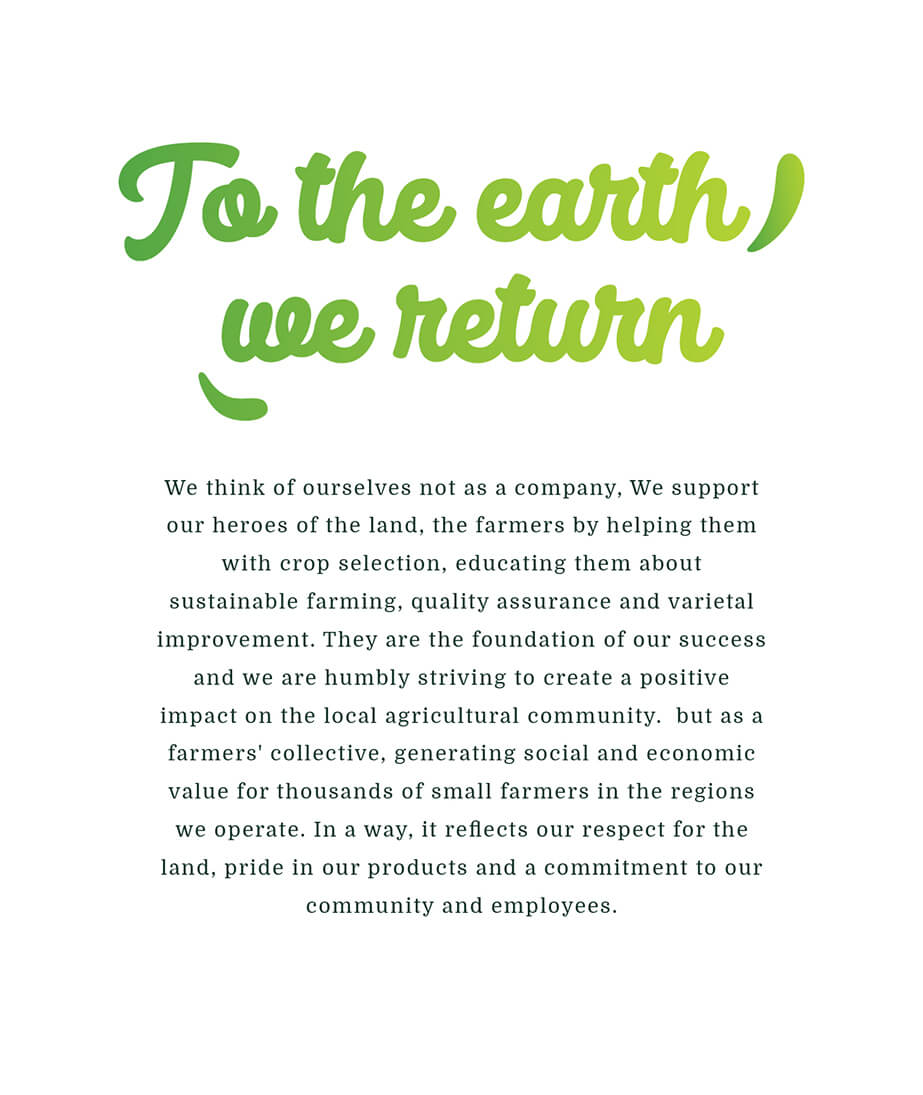 To the earth
we return
We think of ourselves not as a company, We support
our heroes of the land, the farmers by helping them
with crop selection, educating them about
sustainable farming, quality assurance and varietal
improvement. They are the foundation of our success
and we are humbly striving to create a positive
impact on the local agricultural community.  but as a
farmers' collective, generating social and economic
value for thousands of small farmers in the regions
we operate. In a way, it reflects our respect for the
land, pride in our products and a commitment to our
community and employees.